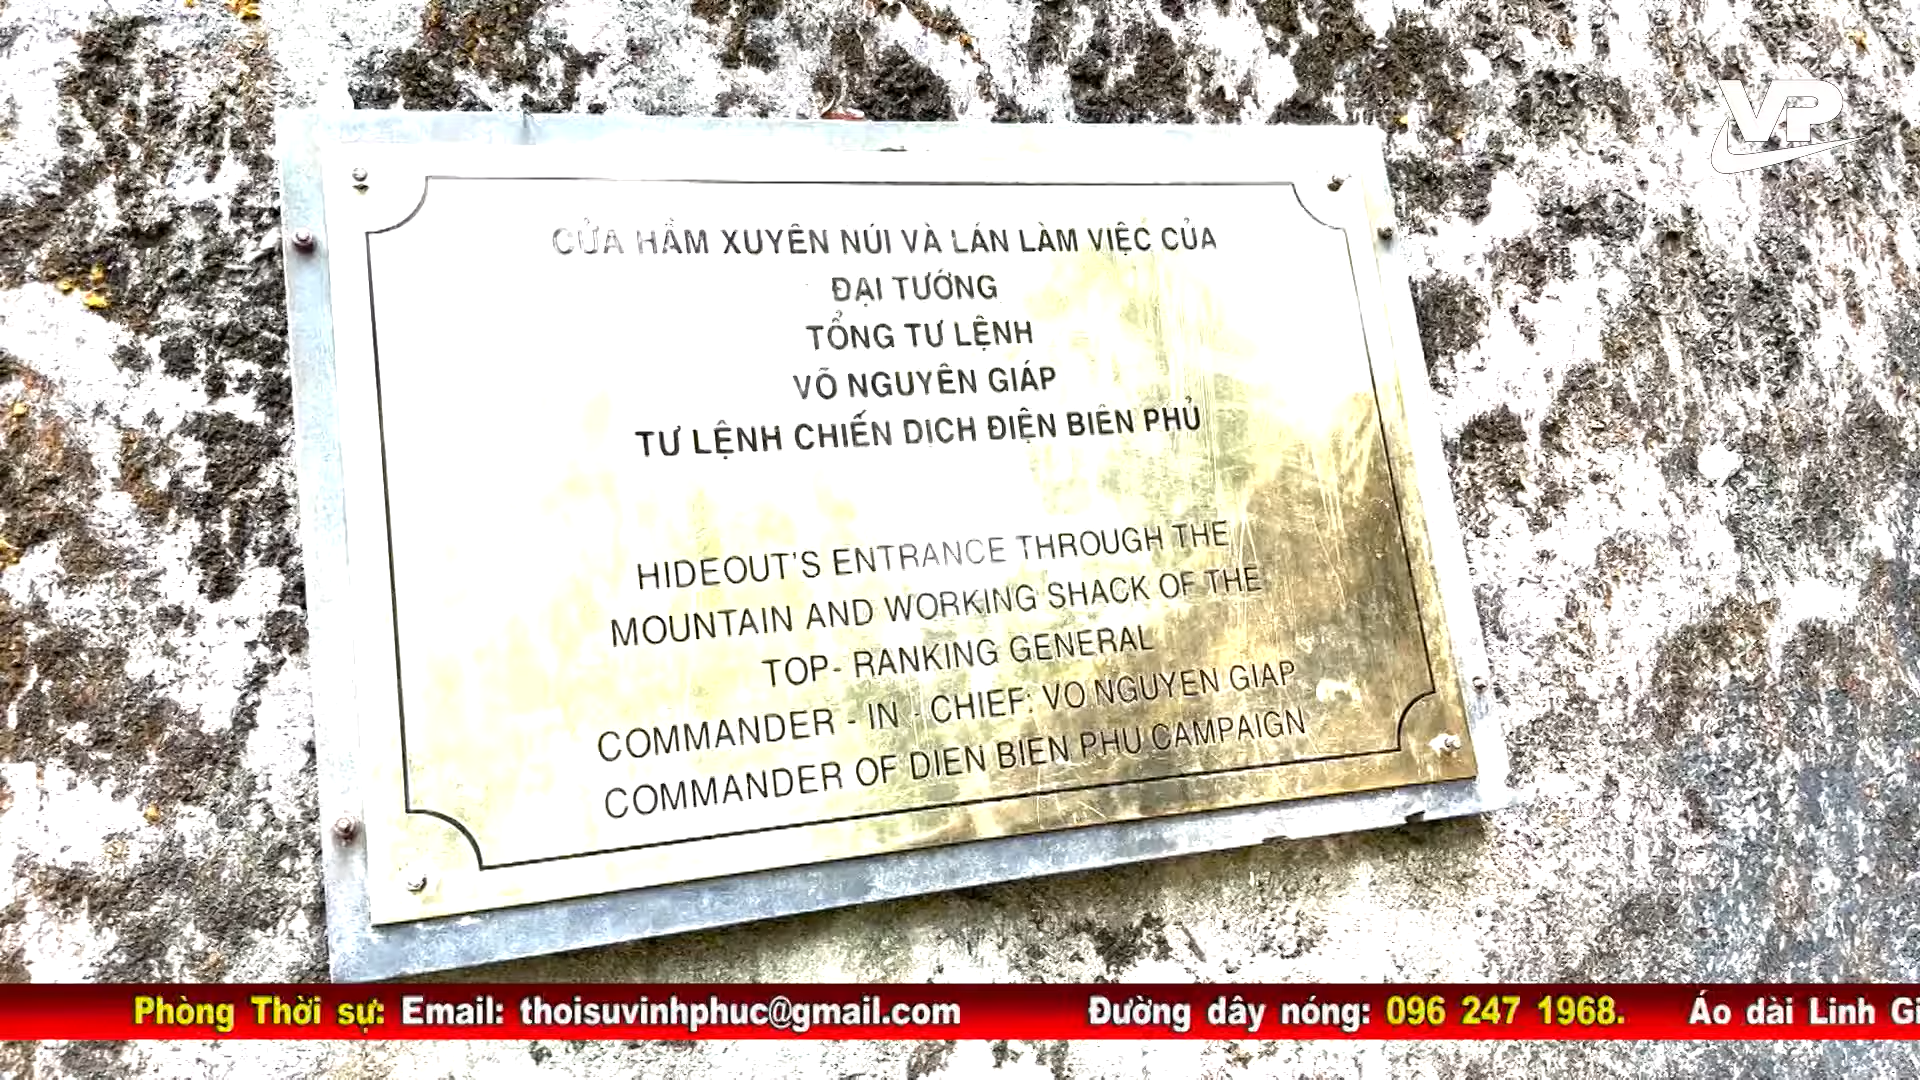 VP
CỬA HẦM XUYÊN NÚI VÀ LÁN LÀM VIỆC CỦA
ĐẠI TƯỚNG
TỔNG TƯ LỆNH
VÕ NGUYÊN GIÁP
TƯ LỆNH CHIẾN DỊCH ĐIỆN BIÊN PHỦ
HIDEOUT'S ENTRANCE THROUGH THE
MOUNTAIN AND WORKING SHACK OF THE
TOP- RANKING GENERAL
COMMANDER - IN - CHIEF: VO NGUYEN GIAP
COMMANDER OF DIEN BIEN PHU CAMPAIGN
Phòng Thời sự: Email: thoisuvinhphuc@gmail.com Đường dây nóng: 096 247 1968. Áo dài Linh